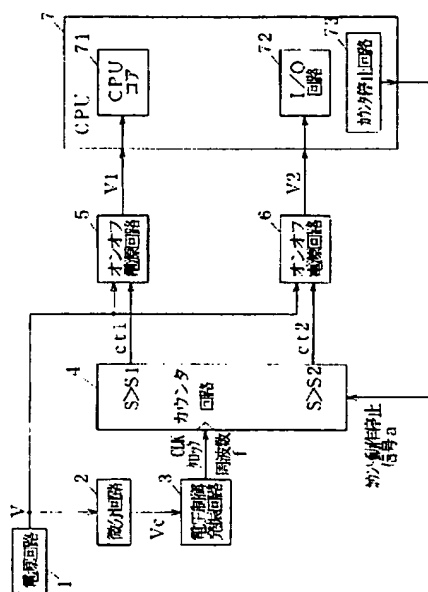 電源回路
1
V
微分回路
2
Vc
電圧制御
発振回路
3
CLK
クロック
周波数
f
カウンタ
回路
4
S>S1
S>S2
ct1
ct2
オンオフ
電源回路
5
オンオフ
電源回路
6
V1
V2
CPU
7
CPU
コア
71
I/O
回路
72
カウンタ停止回路
73
カウント動作停止
信号a